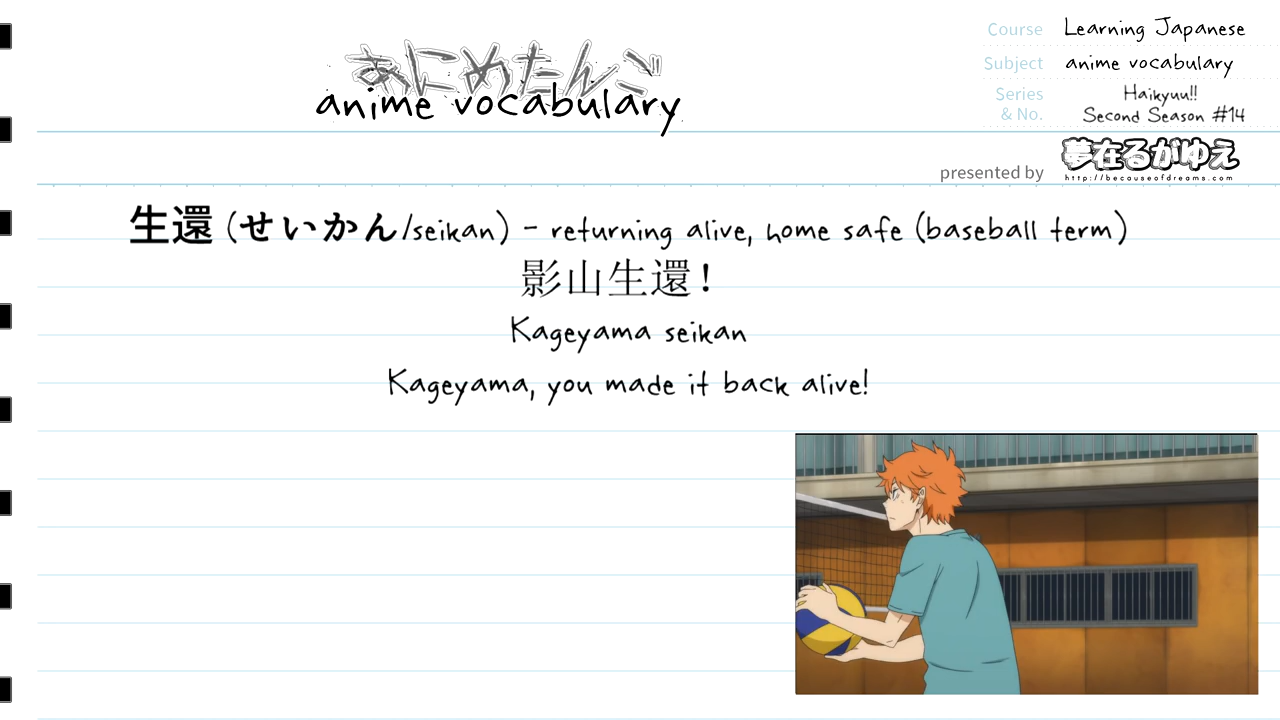 あにめたんご
anime vocabulary
Course Learning Japanese
Subject anime vocabulary
Series & No. Haikyuu!! Second Season #14
presented by 夢在るがゆえ
http://becauseofdreams.com
生還 (せいかん/seikan) - returning alive, home safe (baseball term)
影山生還!
Kageyama seikan
Kageyama, you made it back alive!